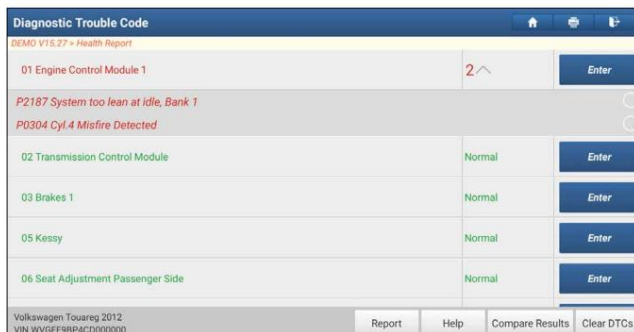 Diagnostic Trouble Code
DEMO V15.27 > Health Report
01 Engine Control Module 1 2 Enter
P2187 System too lean at idle, Bank 1
P0304 Cyl.4 Misfire Detected
02 Transmission Control Module Normal Enter
03 Brakes 1 Normal Enter
05 Kessy Normal Enter
06 Seat Adjustment Passenger Side Normal Enter
Volkswagen Touareg 2012
VIN WVGFF9BP4CD000000
Report Help Compare Results Clear DTCs